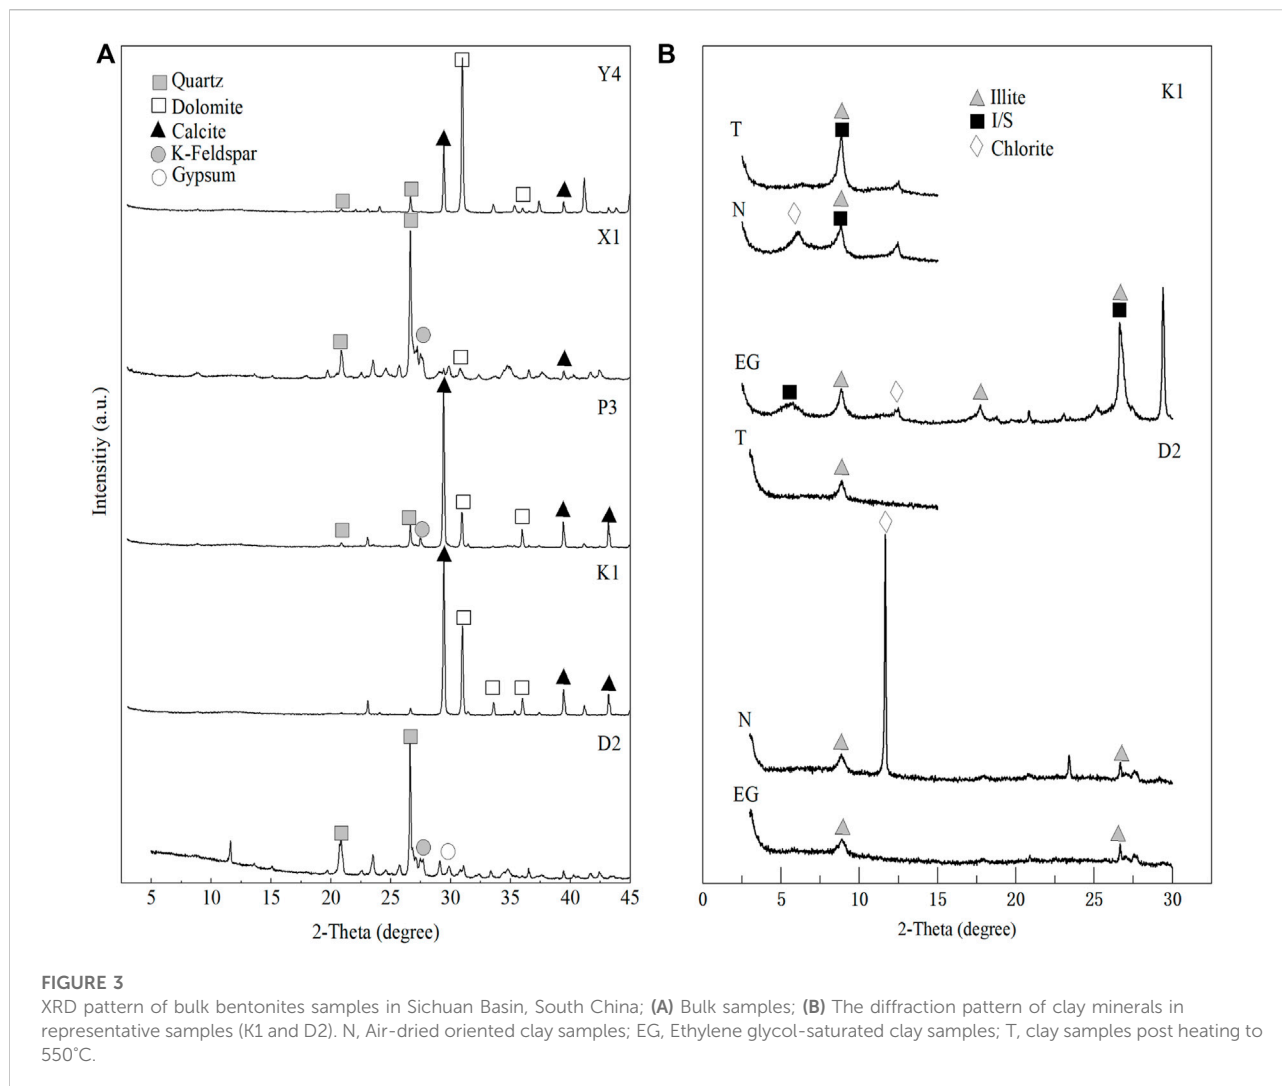 A
Quartz
Dolomite
Calcite
K-Feldspar
Gypsum
Y4
X1
P3
K1
D2
Intensitiy (a.u.)
5 10 15 20 25 30 35 40 45
2-Theta (degree)
B
Illite
I/S
Chlorite
K1
T
N
EG
D2
T
N
EG
0 5 10 15 20 25 30
2-Theta (degree)
FIGURE 3
XRD pattern of bulk bentonites samples in Sichuan Basin, South China; (A) Bulk samples; (B) The diffraction pattern of clay minerals in
representative samples (K1 and D2). N, Air-dried oriented clay samples; EG, Ethylene glycol-saturated clay samples; T, clay samples post heating to
550°C.